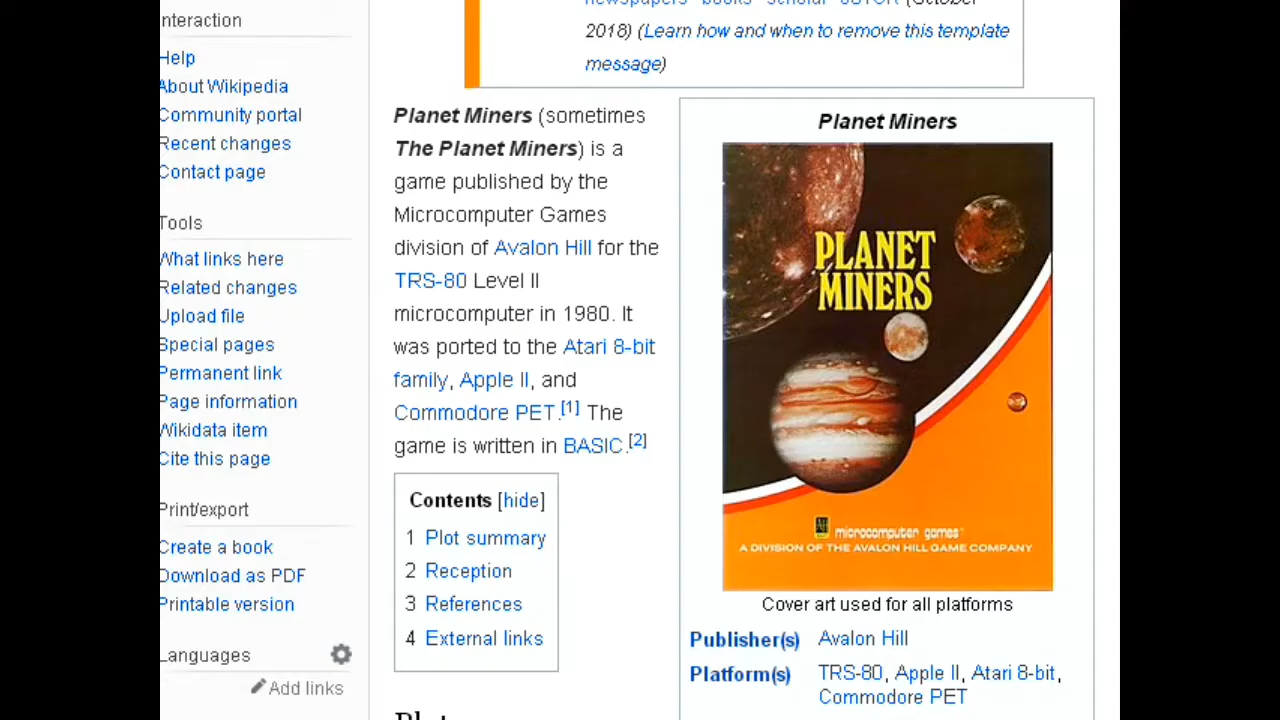 Interaction
Help
About Wikipedia
Community portal
Recent changes
Contact page
Tools
What links here
Related changes
Upload file
Special pages
Permanent link
Page information
Wikidata item
Cite this page
Print/export
Create a book
Download as PDF
Printable version
Languages
Add links
newspapers books scholar JSTOR (October
2018) (Learn how and when to remove this template
message)
Planet Miners (sometimes
The Planet Miners) is a
game published by the
Microcomputer Games
division of Avalon Hill for the
TRS-80 Level II
microcomputer in 1980. It
was ported to the Atari 8-bit
family, Apple II, and
Commodore PET.[1] The
game is written in BASIC.[2]
Contents [hide]
1 Plot summary
2 Reception
3 References
4 External links
Planet Miners
PLANET
MINERS
microcomputer games™
A DIVISION OF THE AVALON HILL GAME COMPANY
Cover art used for all platforms
Publisher(s) Avalon Hill
Platform(s) TRS-80, Apple II, Atari 8-bit,
Commodore PET